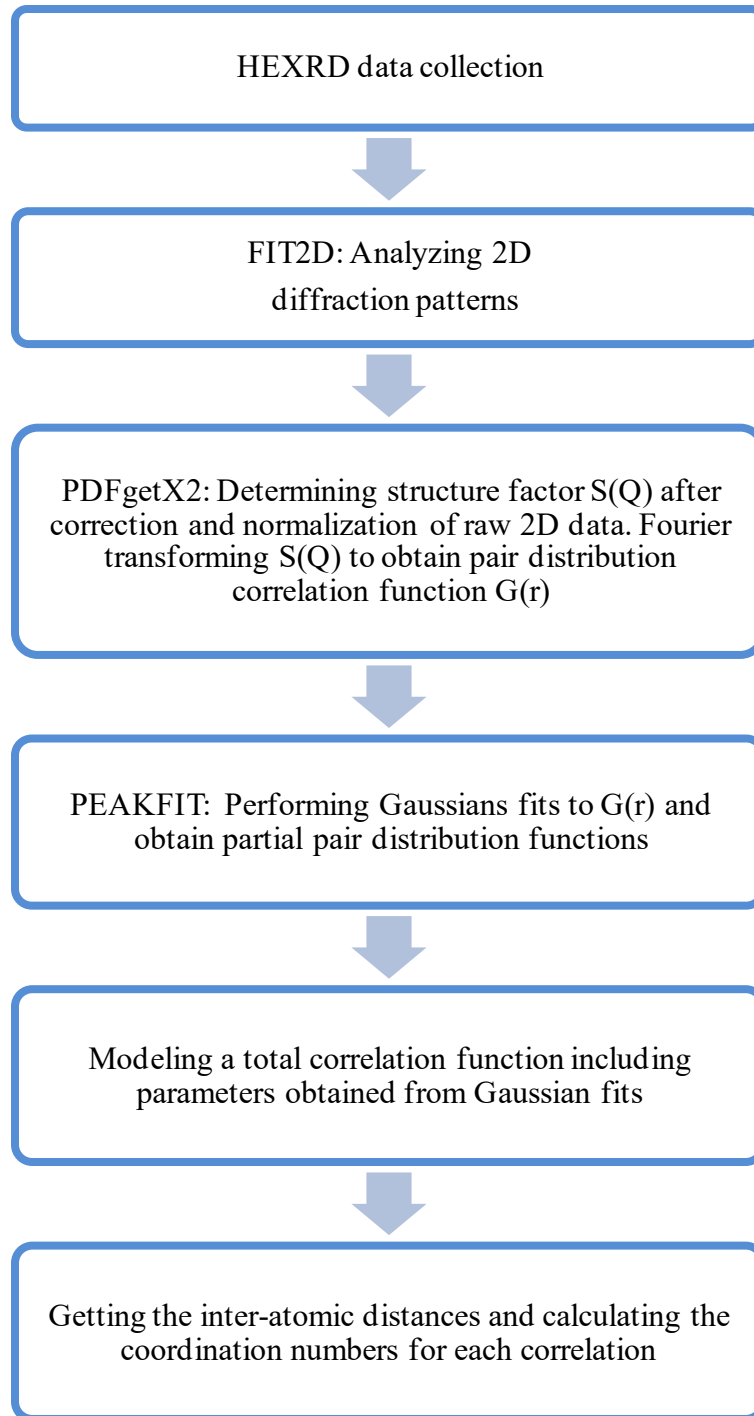 HEXRD data collection
FIT2D: Analyzing 2D
diffraction patterns
PDFgetX2: Determining structure factor S(Q) after
correction and normalization of raw 2D data. Fourier
transforming S(Q) to obtain pair distribution
correlation function G(r)
PEAKFIT: Performing Gaussians fits to G(r) and
obtain partial pair distribution functions
Modeling a total correlation function including
parameters obtained from Gaussian fits
Getting the inter-atomic distances and calculating the
coordination numbers for each correlation